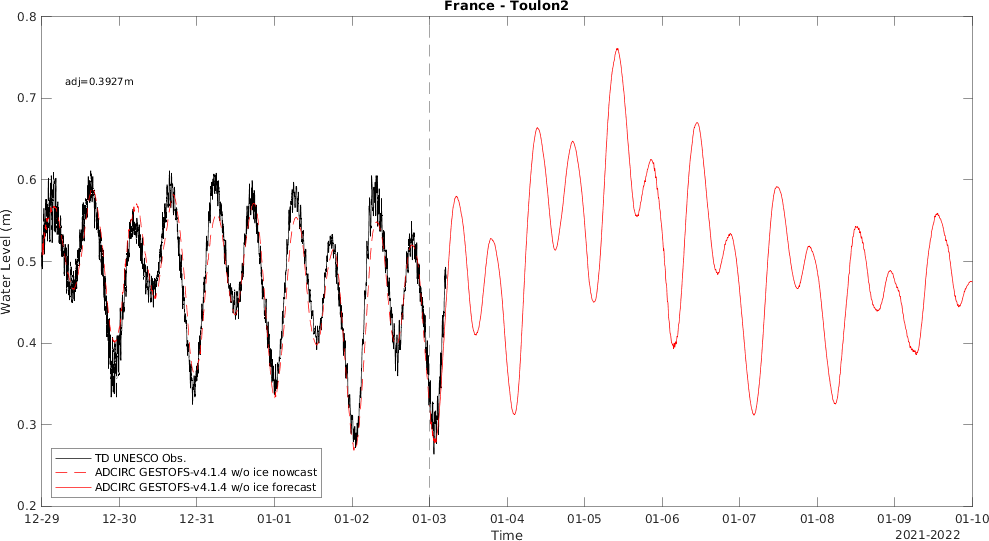 France - Toulon2
adj=0.3927m
0.8
0.7
0.6
0.5
0.4
0.3
0.2
Water Level (m)
TD UNESCO Obs.
ADCIRC GESTOFS-v4.1.4 w/o ice nowcast
ADCIRC GESTOFS-v4.1.4 w/o ice forecast
12-29 12-30 12-31 01-01 01-02 01-03 01-04 01-05 01-06 01-07 01-08 01-09 01-10
Time
2021-2022